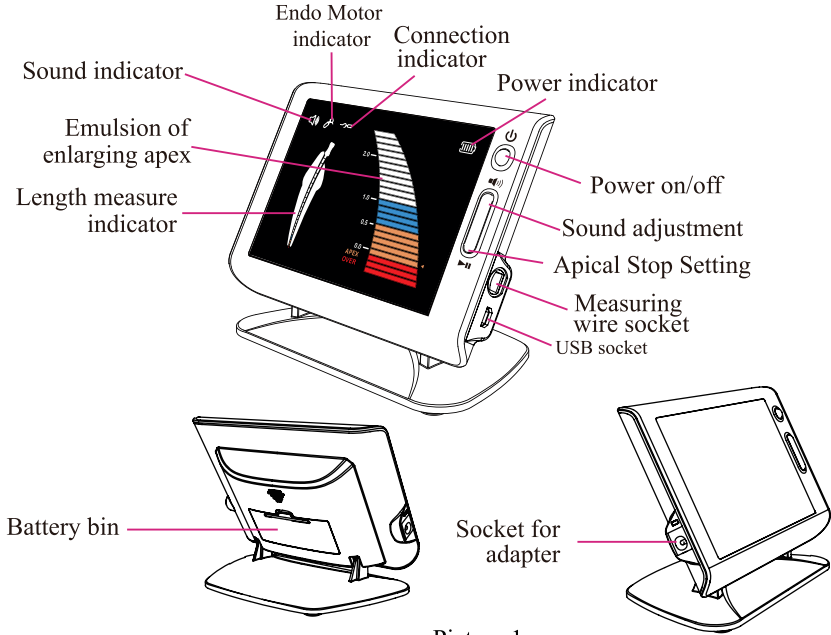 Endo Motor
indicator
Connection
indicator
Sound indicator
Power indicator
Emulsion of
enlarging apex
Length measure
indicator
2.0
1.0
0.5
0.0
APEX
OVER
Power on/off
Sound adjustment
Apical Stop Setting
Measuring
wire socket
USB socket
Battery bin
Socket for
adapter